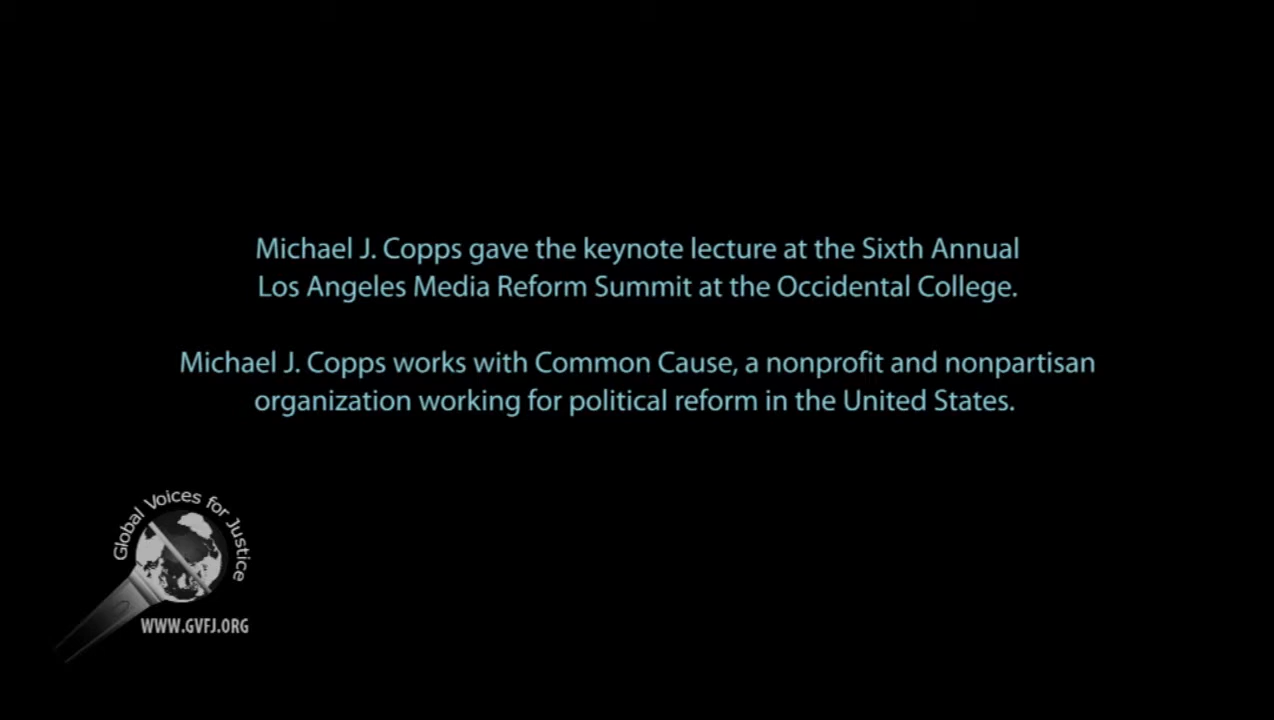 Michael J. Copps gave the keynote lecture at the Sixth Annual
Los Angeles Media Reform Summit at the Occidental College.
Michael J. Copps works with Common Cause, a nonprofit and nonpartisan
organization working for political reform in the United States.
Global Voices for Justice
WWW.GVFJ.ORG